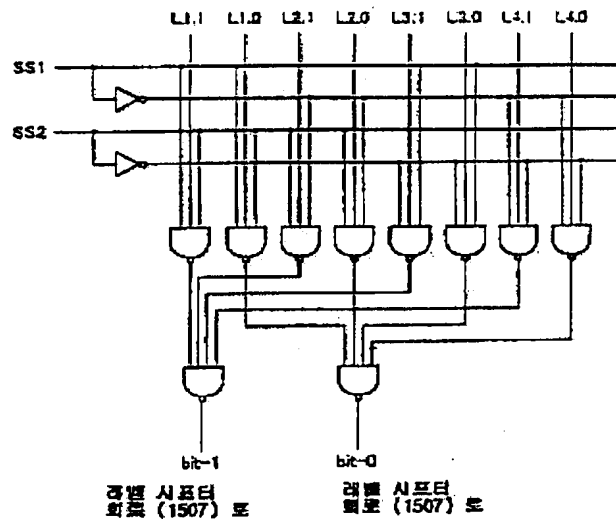 L1.1 L1.0 L2.1 L2.0 L3.1 L3.0 L4.1 L4.0
SS1
SS2
bit-1 bit-0
레벨 시프터 레벨 시프터
회로 (1507) 로 회로 (1507) 로